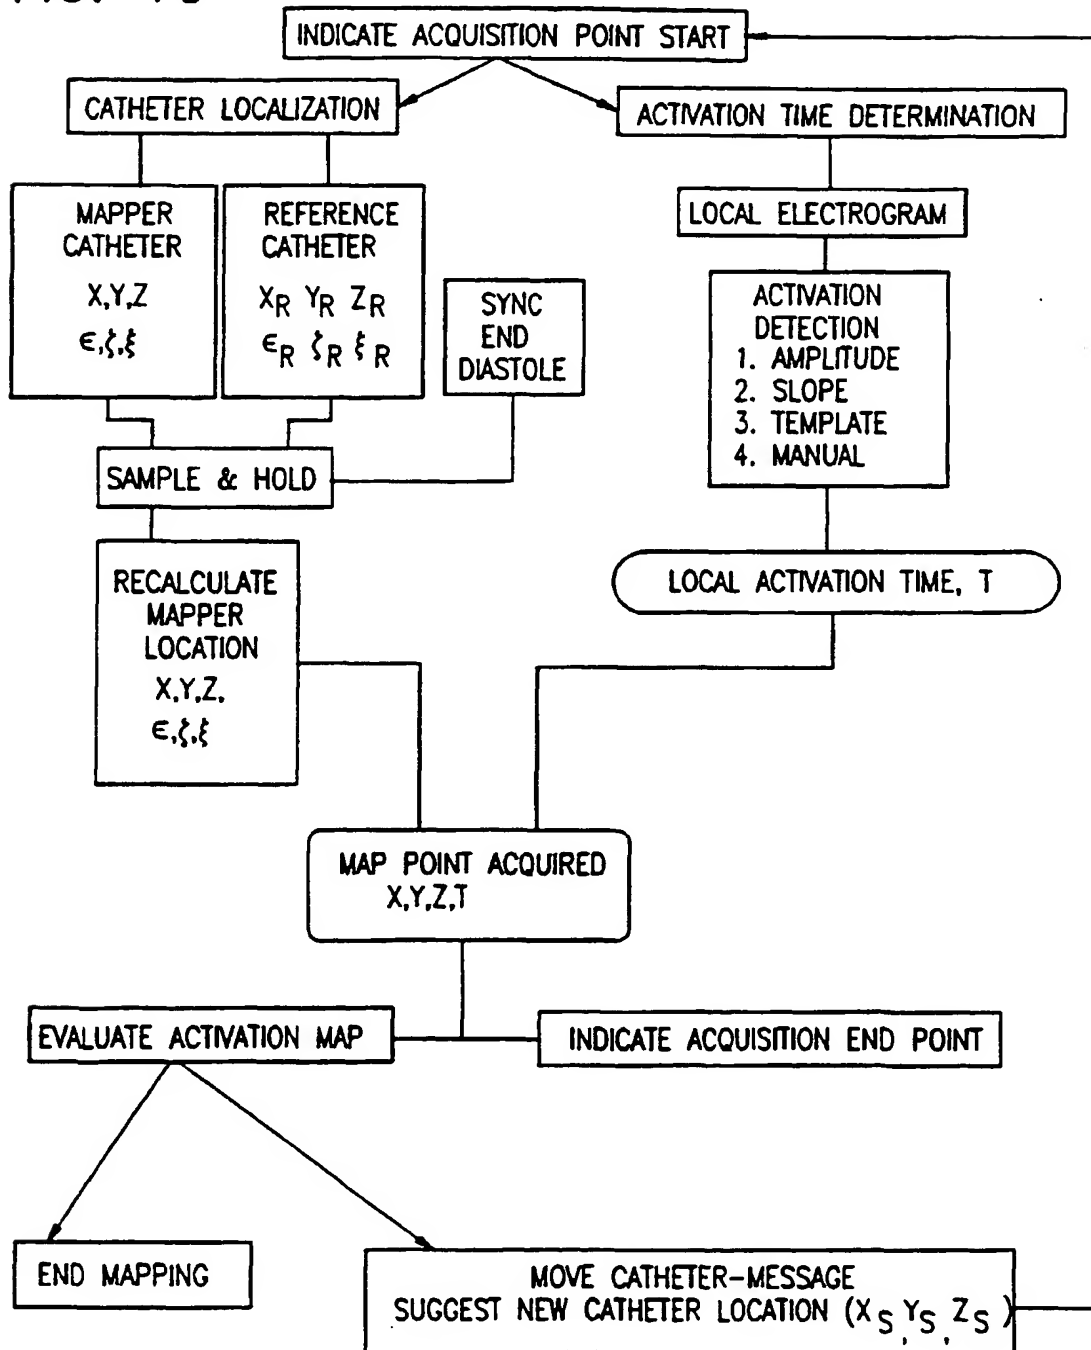 INDICATE ACQUISITION POINT START
CATHETER LOCALIZATION
ACTIVATION TIME DETERMINATION
MAPPER
CATHETER
X,Y,Z
ϵ,ζ,ξ
REFERENCE
CATHETER
XR YR ZR
ϵR ζR ξR
SYNC
END
DIASTOLE
LOCAL ELECTROGRAM
ACTIVATION
DETECTION
1. AMPLITUDE
2. SLOPE
3. TEMPLATE
4. MANUAL
SAMPLE & HOLD
RECALCULATE
MAPPER
LOCATION
X,Y,Z,
ϵ,ζ,ξ
LOCAL ACTIVATION TIME, T
MAP POINT ACQUIRED
X,Y,Z,T
EVALUATE ACTIVATION MAP
INDICATE ACQUISITION END POINT
END MAPPING
MOVE CATHETER-MESSAGE
SUGGEST NEW CATHETER LOCATION (XS, YS, ZS)